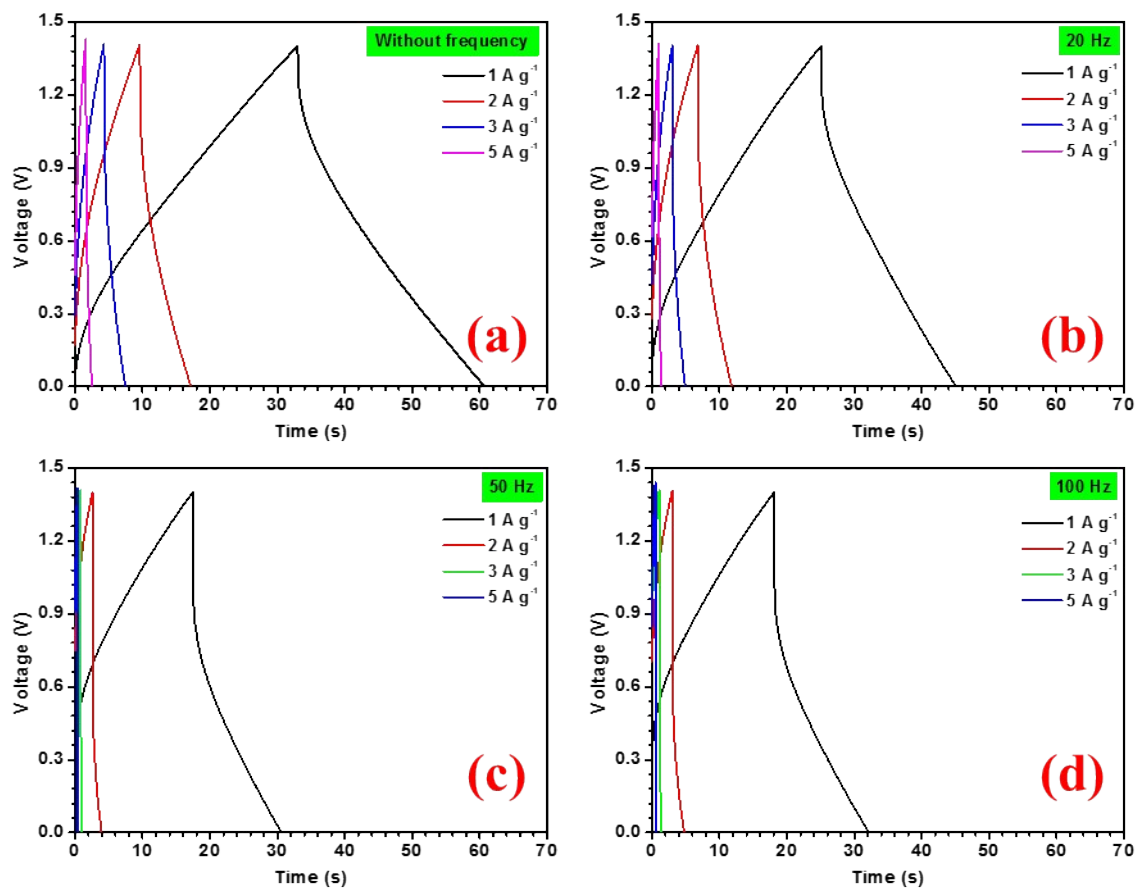 1.5
1.2
0.9
0.6
0.3
0.0
Voltage (V)
Without frequency
1 A g⁻¹
2 A g⁻¹
3 A g⁻¹
5 A g⁻¹
(a)
0 10 20 30 40 50 60 70
Time (s)
1.5
1.2
0.9
0.6
0.3
0.0
Voltage (V)
20 Hz
1 A g⁻¹
2 A g⁻¹
3 A g⁻¹
5 A g⁻¹
(b)
0 10 20 30 40 50 60 70
Time (s)
1.5
1.2
0.9
0.6
0.3
0.0
Voltage (V)
50 Hz
1 A g⁻¹
2 A g⁻¹
3 A g⁻¹
5 A g⁻¹
(c)
0 10 20 30 40 50 60 70
Time (s)
1.5
1.2
0.9
0.6
0.3
0.0
Voltage (V)
100 Hz
1 A g⁻¹
2 A g⁻¹
3 A g⁻¹
5 A g⁻¹
(d)
0 10 20 30 40 50 60 70
Time (s)